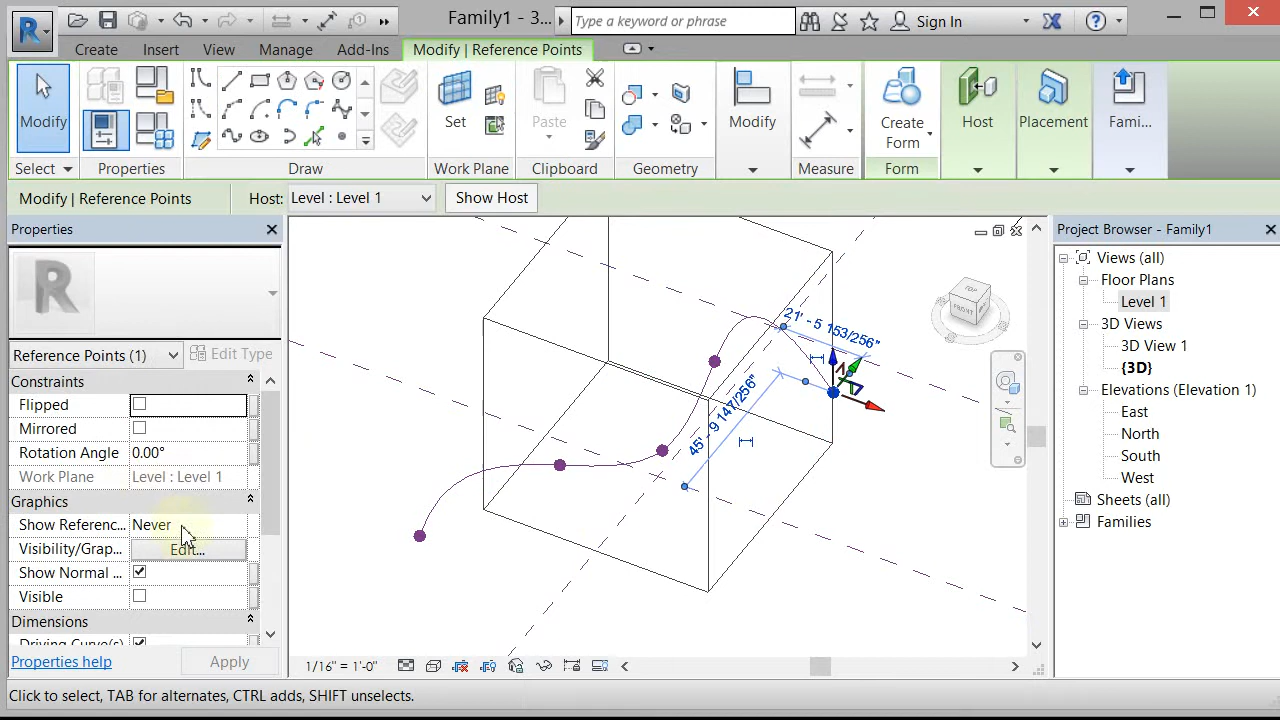 Family1 - 3...
Type a keyword or phrase
Sign In
Create
Insert
View
Manage
Add-Ins
Modify | Reference Points
Modify
Set
Paste
Modify
Create
Form
Host
Placement
Fami...
Select
Properties
Draw
Work Plane
Clipboard
Geometry
Measure
Form
Modify | Reference Points
Host:
Level : Level 1
Show Host
Properties
Reference Points (1)
Edit Type
Constraints
Flipped
Mirrored
Rotation Angle
0.00°
Work Plane
Level : Level 1
Graphics
Show Referenc...
Never
Visibility/Grap...
Edit...
Show Normal ...
Visible
Dimensions
Driving Curve(s)
Properties help
Apply
21' - 5 153/256"
45' - 9 147/256"
TOP
FRONT
1/16" = 1'-0"
Project Browser - Family1
Views (all)
Floor Plans
Level 1
3D Views
3D View 1
{3D}
Elevations (Elevation 1)
East
North
South
West
Sheets (all)
Families
Click to select, TAB for alternates, CTRL adds, SHIFT unselects.